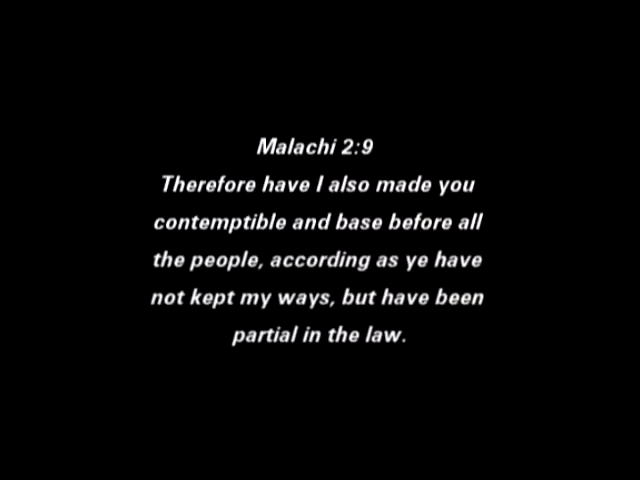 Malachi 2:9
Therefore have I also made you
contemptible and base before all
the people, according as ye have
not kept my ways, but have been
partial in the law.